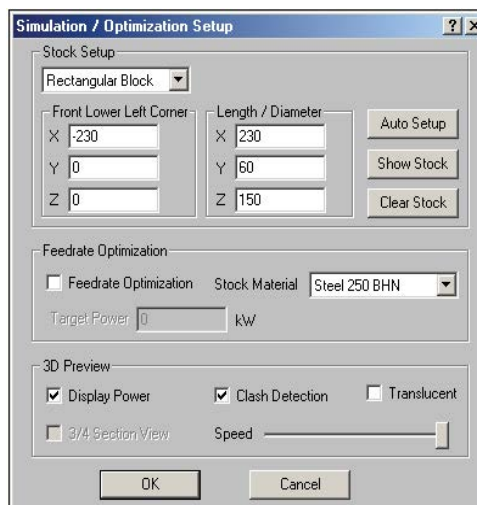 Simulation / Optimization Setup
Stock Setup
Rectangular Block
Front Lower Left Corner
Length / Diameter
X -230
X 230
Auto Setup
Y 0
Y 60
Show Stock
Z 0
Z 150
Clear Stock
Feedrate Optimization
Feedrate Optimization
Stock Material
Steel 250 BHN
Target Power 0 kW
3D Preview
Display Power
Clash Detection
Translucent
3/4 Section View
Speed
OK
Cancel